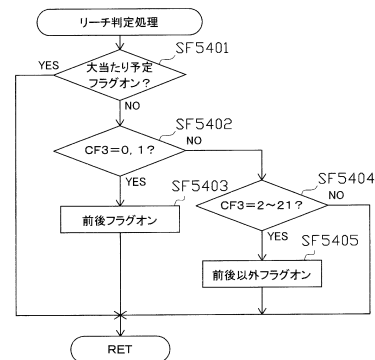 リーチ判定処理
SF5401
大当たり予定
フラグオン？
YES
NO
SF5402
CF3=0, 1?
NO
YES
SF5403
前後フラグオン
SF5404
CF3=2〜21?
NO
YES
SF5405
前後以外フラグオン
RET